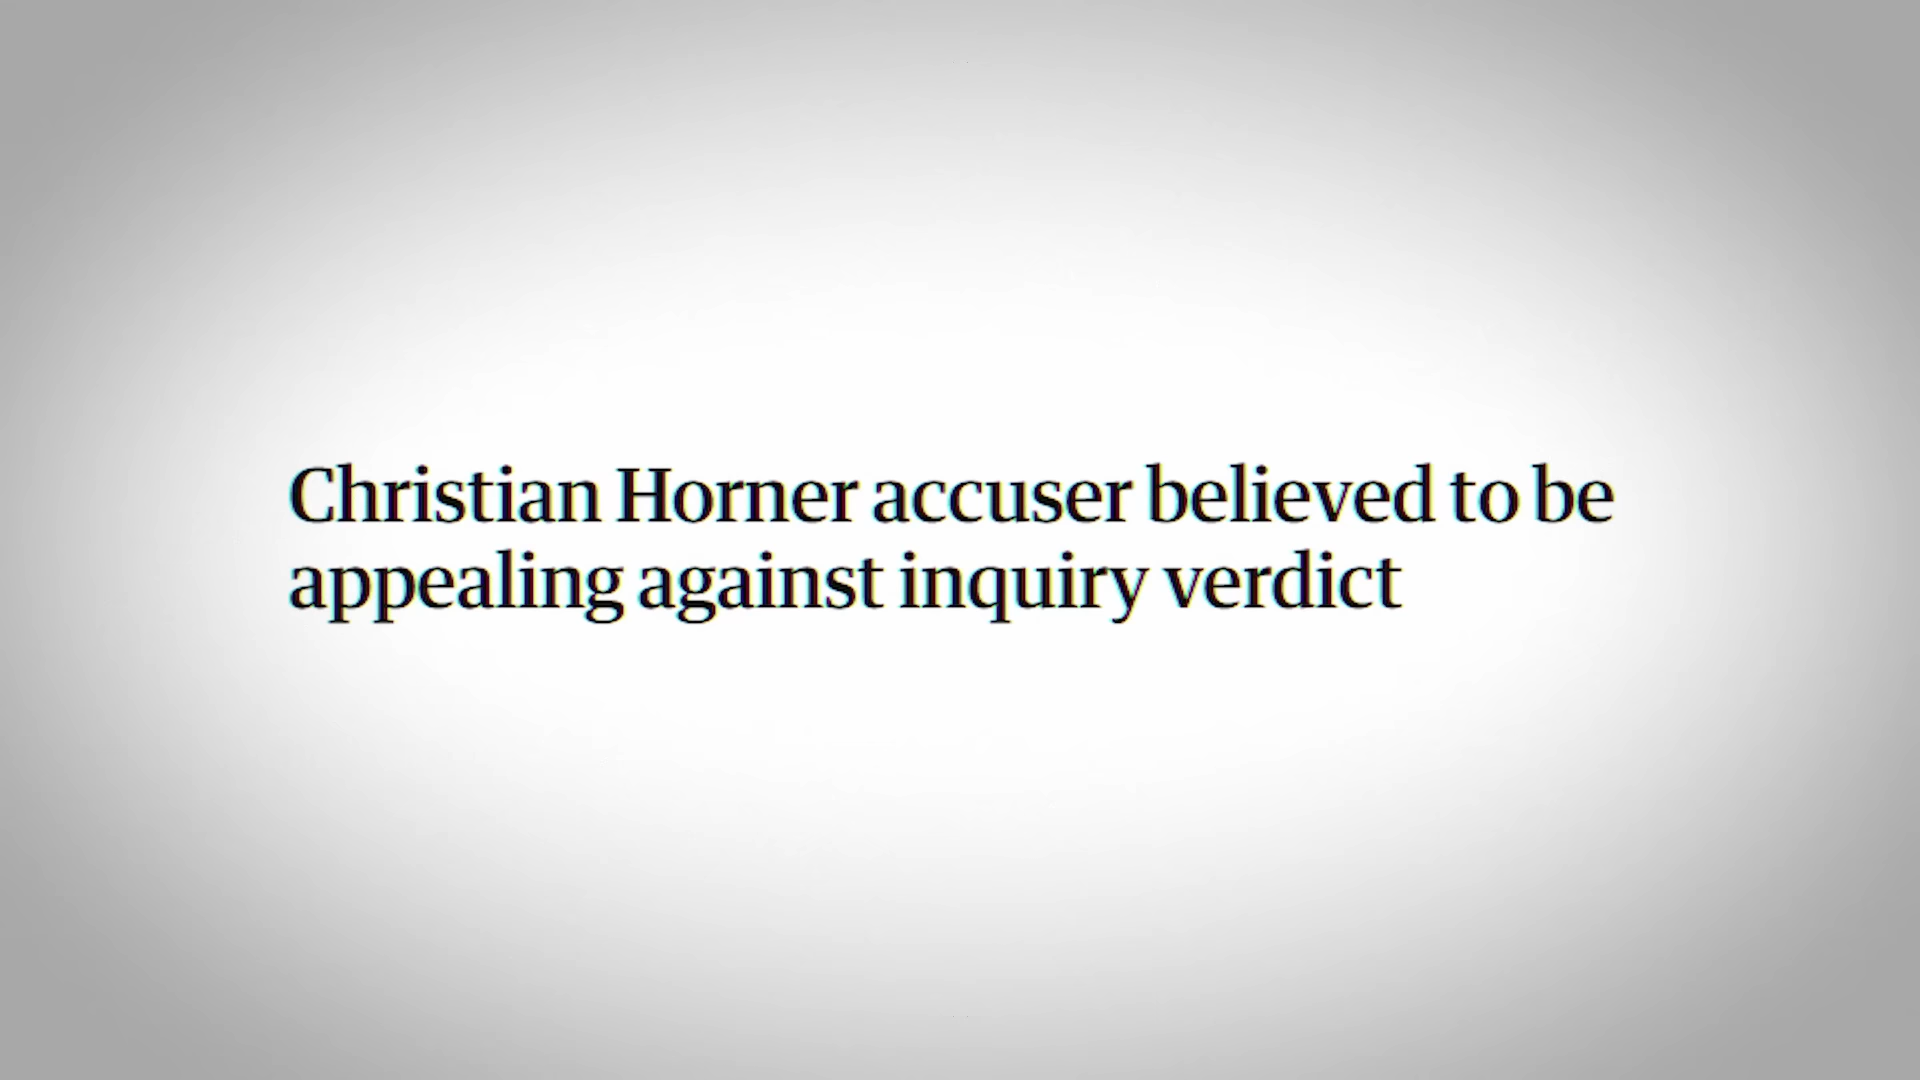 Christian Horner accuser believed to be
appealing against inquiry verdict